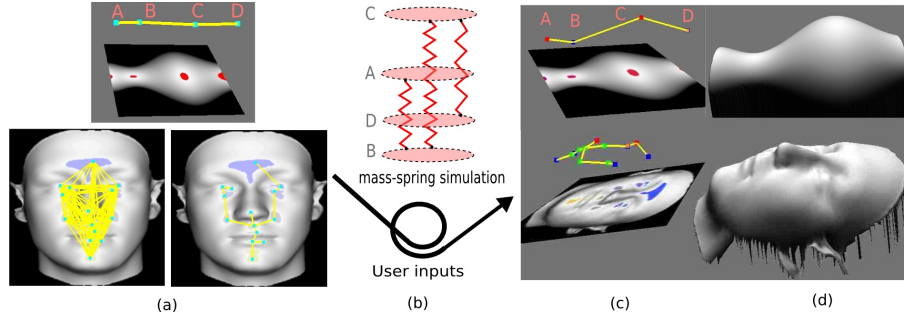 A B C D
C
A
D
B
mass-spring simulation
User inputs
A B C D
(a)
(b)
(c)
(d)